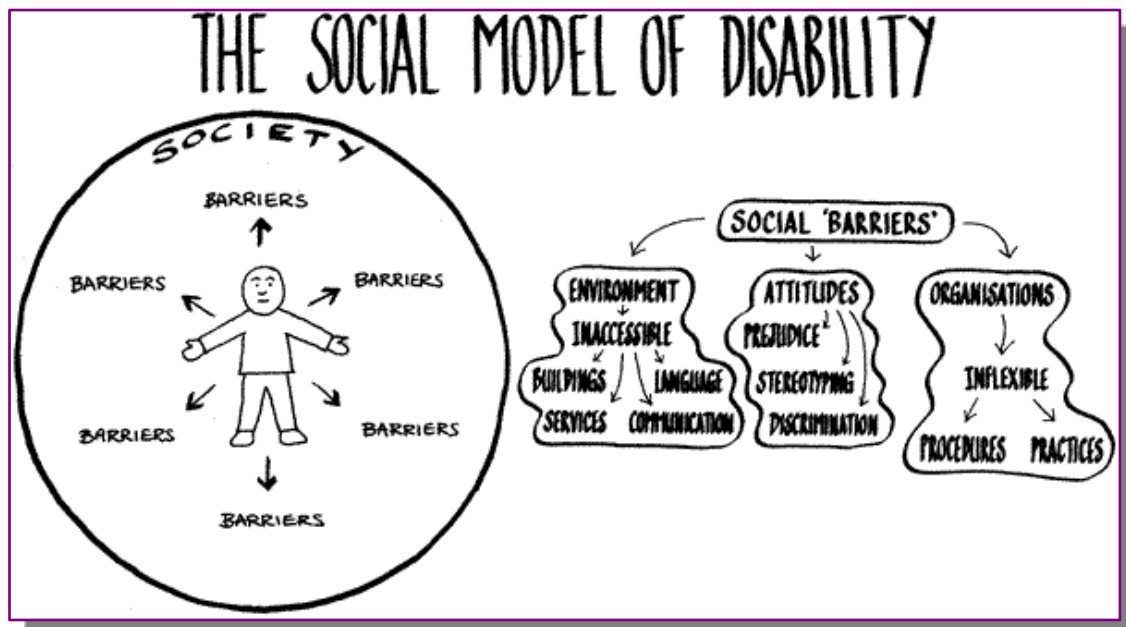 THE SOCIAL MODEL OF DISABILITY
SOCIETY
BARRIERS
BARRIERS
BARRIERS
BARRIERS
BARRIERS
BARRIERS
SOCIAL 'BARRIERS'
ENVIRONMENT
INACCESSIBLE
BUILDINGS LANGUAGE
SERVICES COMMUNICATION
ATTITUDES
PREJUDICE
STEREOTYPING
DISCRIMINATION
ORGANISATIONS
INFLEXIBLE
PROCEDURES PRACTICES